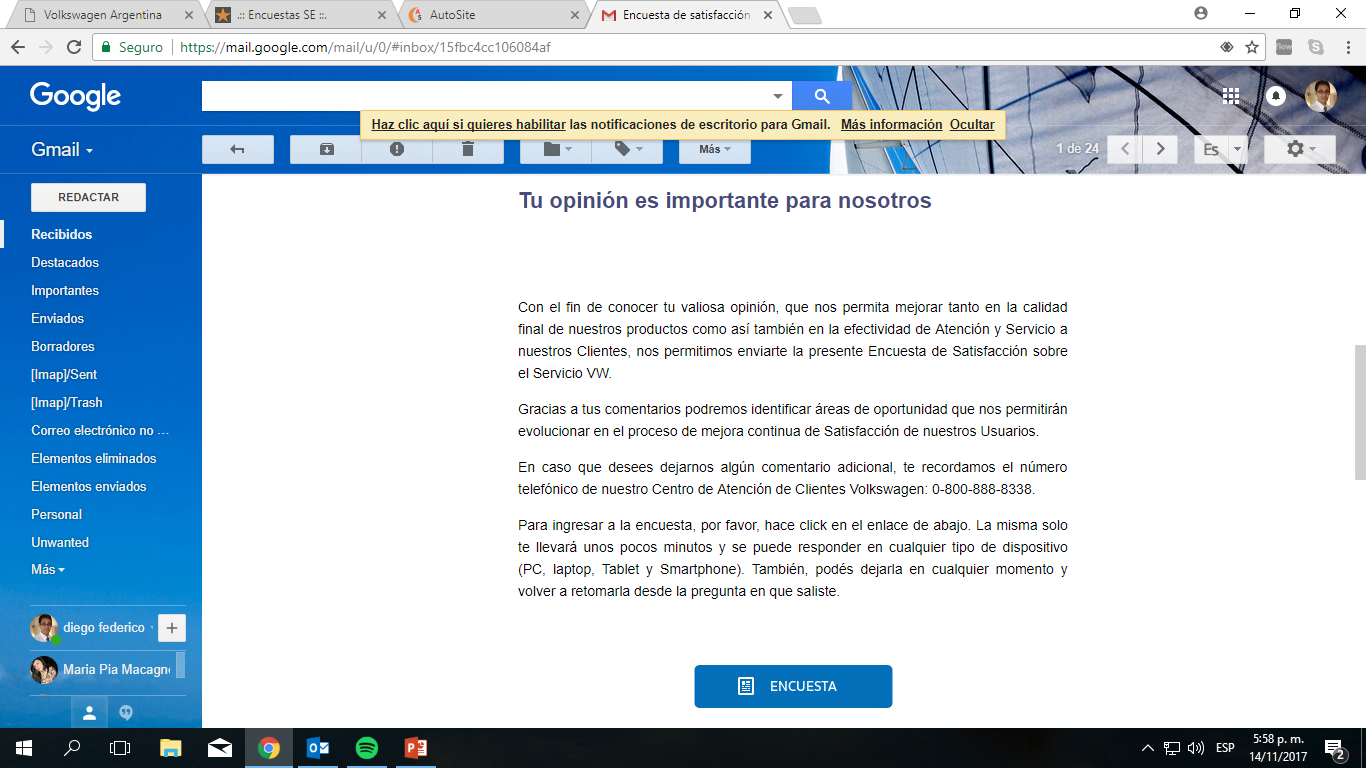 Volkswagen Argentina
.:: Encuestas SE ::.
AutoSite
Encuesta de satisfacción
Seguro
https://mail.google.com/mail/u/0/#inbox/15fbc4cc106084af
Google
Haz clic aquí si quieres habilitar las notificaciones de escritorio para Gmail. Más información Ocultar
Gmail
Más
1 de 24
Es
REDACTAR
Recibidos
Destacados
Importantes
Enviados
Borradores
[Imap]/Sent
[Imap]/Trash
Correo electrónico no ...
Elementos eliminados
Elementos enviados
Personal
Unwanted
Más
diego federico
Maria Pia Macagno
Tu opinión es importante para nosotros
Con el fin de conocer tu valiosa opinión, que nos permita mejorar tanto en la calidad
final de nuestros productos como así también en la efectividad de Atención y Servicio a
nuestros Clientes, nos permitimos enviarte la presente Encuesta de Satisfacción sobre
el Servicio VW.
Gracias a tus comentarios podremos identificar áreas de oportunidad que nos permitirán
evolucionar en el proceso de mejora continua de Satisfacción de nuestros Usuarios.
En caso que desees dejarnos algún comentario adicional, te recordamos el número
telefónico de nuestro Centro de Atención de Clientes Volkswagen: 0-800-888-8338.
Para ingresar a la encuesta, por favor, hace click en el enlace de abajo. La misma solo
te llevará unos pocos minutos y se puede responder en cualquier tipo de dispositivo
(PC, laptop, Tablet y Smartphone). También, podés dejarla en cualquier momento y
volver a retomarla desde la pregunta en que saliste.
ENCUESTA
ESP
5:58 p. m.
14/11/2017
2